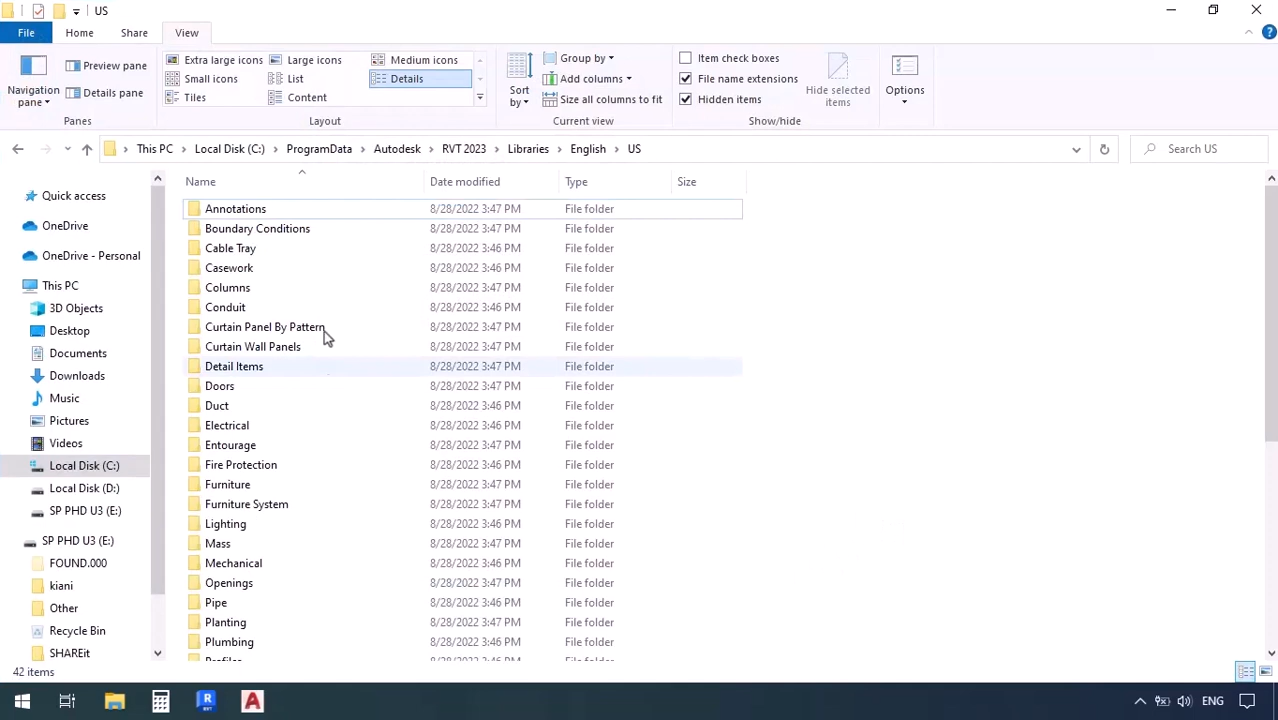 US
File Home Share View
Navigation pane
Preview pane
Details pane
Panes
Extra large icons Large icons Medium icons
Small icons List Details
Tiles Content
Layout
Sort by
Group by
Add columns
Size all columns to fit
Current view
Item check boxes
File name extensions
Hidden items
Hide selected items
Show/hide
Options
This PC Local Disk (C:) ProgramData Autodesk RVT 2023 Libraries English US
Search US
Quick access
OneDrive
OneDrive - Personal
This PC
3D Objects
Desktop
Documents
Downloads
Music
Pictures
Videos
Local Disk (C:)
Local Disk (D:)
SP PHD U3 (E:)
SP PHD U3 (E:)
FOUND.000
kiani
Other
Recycle Bin
SHAREit
Name Date modified Type Size
Annotations 8/28/2022 3:47 PM File folder
Boundary Conditions 8/28/2022 3:47 PM File folder
Cable Tray 8/28/2022 3:46 PM File folder
Casework 8/28/2022 3:46 PM File folder
Columns 8/28/2022 3:47 PM File folder
Conduit 8/28/2022 3:46 PM File folder
Curtain Panel By Pattern 8/28/2022 3:47 PM File folder
Curtain Wall Panels 8/28/2022 3:47 PM File folder
Detail Items 8/28/2022 3:47 PM File folder
Doors 8/28/2022 3:47 PM File folder
Duct 8/28/2022 3:46 PM File folder
Electrical 8/28/2022 3:46 PM File folder
Entourage 8/28/2022 3:47 PM File folder
Fire Protection 8/28/2022 3:46 PM File folder
Furniture 8/28/2022 3:47 PM File folder
Furniture System 8/28/2022 3:47 PM File folder
Lighting 8/28/2022 3:46 PM File folder
Mass 8/28/2022 3:47 PM File folder
Mechanical 8/28/2022 3:46 PM File folder
Openings 8/28/2022 3:47 PM File folder
Pipe 8/28/2022 3:46 PM File folder
Planting 8/28/2022 3:47 PM File folder
Plumbing 8/28/2022 3:46 PM File folder
42 items
ENG